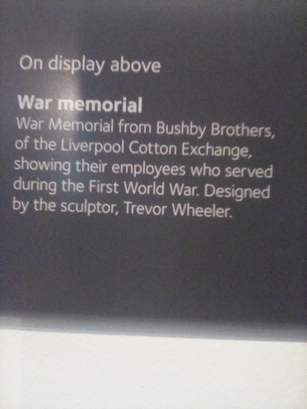 On display above
War memorial
War Memorial from Bushby Brothers,
of the Liverpool Cotton Exchange,
showing their employees who served
during the First World War. Designed
by the sculptor, Trevor Wheeler.